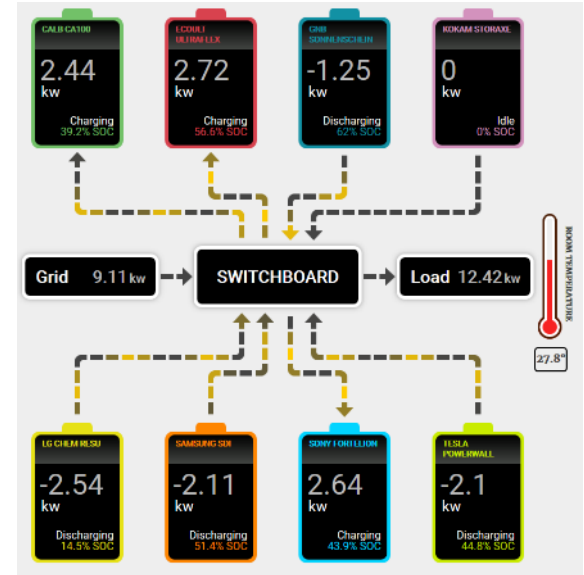 CALB CA100
2.44
kw
Charging
39.2% SOC
ECOULT
ULTRAFLEX
2.72
kw
Charging
56.6% SOC
GNB
SONNENSCHEIN
-1.25
kw
Discharging
62% SOC
KOKAM STORAXE
0
kw
Idle
0% SOC
Grid 9.11 kw
SWITCHBOARD
Load 12.42 kw
ROOM TEMPERATURE
27.8°
LG CHEM RESU
-2.54
kw
Discharging
14.5% SOC
SAMSUNG SDI
-2.11
kw
Discharging
51.4% SOC
SONY FORTELION
2.64
kw
Charging
43.9% SOC
TESLA
POWERWALL
-2.1
kw
Discharging
44.8% SOC